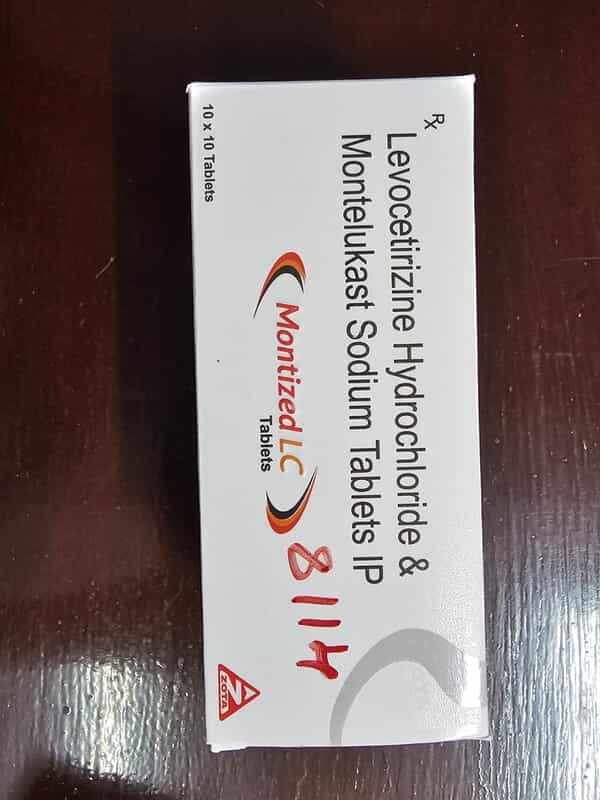 Rx
Levocetirizine Hydrochloride &
Montelukast Sodium Tablets IP
Montized LC
Tablets
8114
10 x 10 Tablets
ZOTA